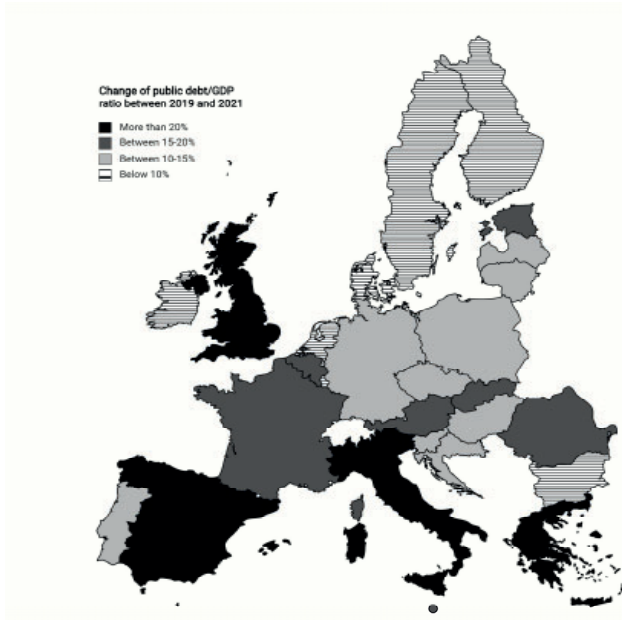 Change of public debt/GDP
ratio between 2019 and 2021
More than 20%
Between 15-20%
Between 10-15%
Below 10%